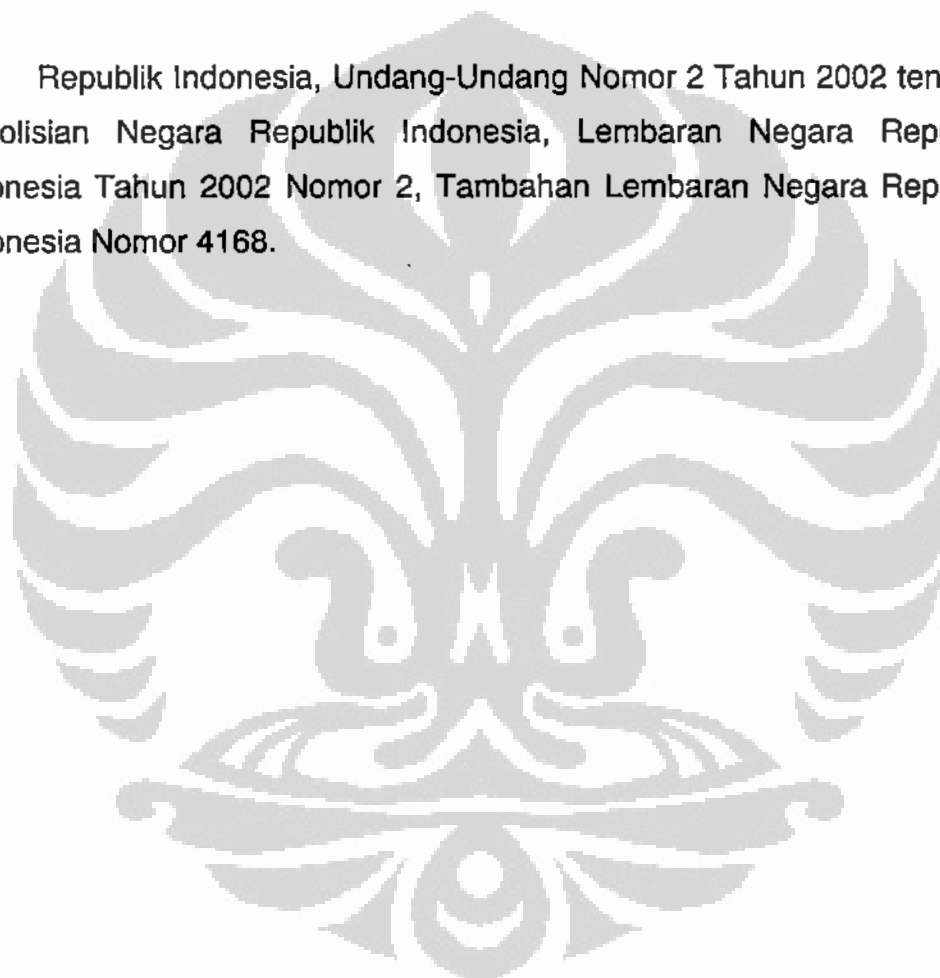 Republik Indonesia, Undang-Undang Nomor 2 Tahun 2002 ten
olisian Negara Republik Indonesia, Lembaran Negara Rep
onesia Tahun 2002 Nomor 2, Tambahan Lembaran Negara Rep
onesia Nomor 4168.